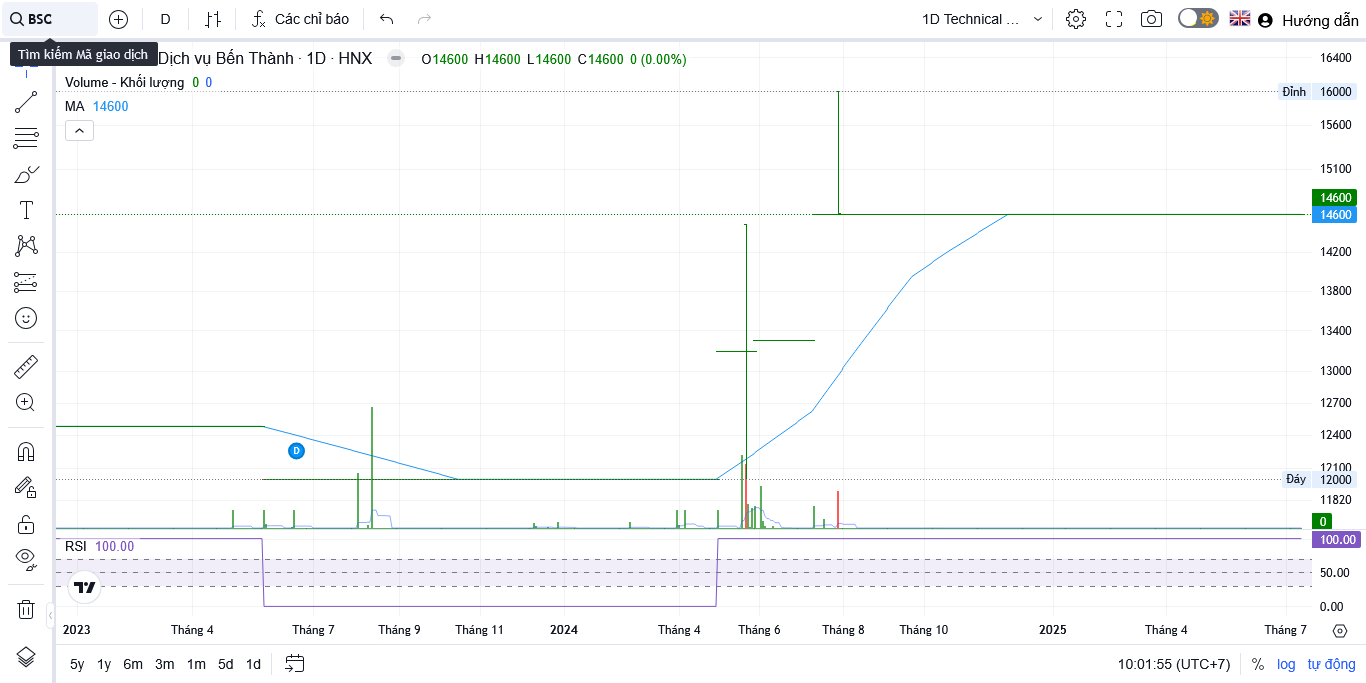 BSC
D
Các chỉ báo
1D Technical ...
Hướng dẫn
Tìm kiếm Mã giao dịch
Dịch vụ Bến Thành · 1D · HNX
O14600 H14600 L14600 C14600 0 (0.00%)
Volume - Khối lượng 0 0
MA 14600
16400
Đỉnh 16000
15600
15100
14600
14600
14200
13800
13400
13000
12700
12400
D
12100
Đáy 12000
11820
0
RSI 100.00
100.00
50.00
0.00
2023 Tháng 4 Tháng 7 Tháng 9 Tháng 11 2024 Tháng 4 Tháng 6 Tháng 8 Tháng 10 2025 Tháng 4 Tháng 7
5y 1y 6m 3m 1m 5d 1d
10:01:55 (UTC+7) % log tự động